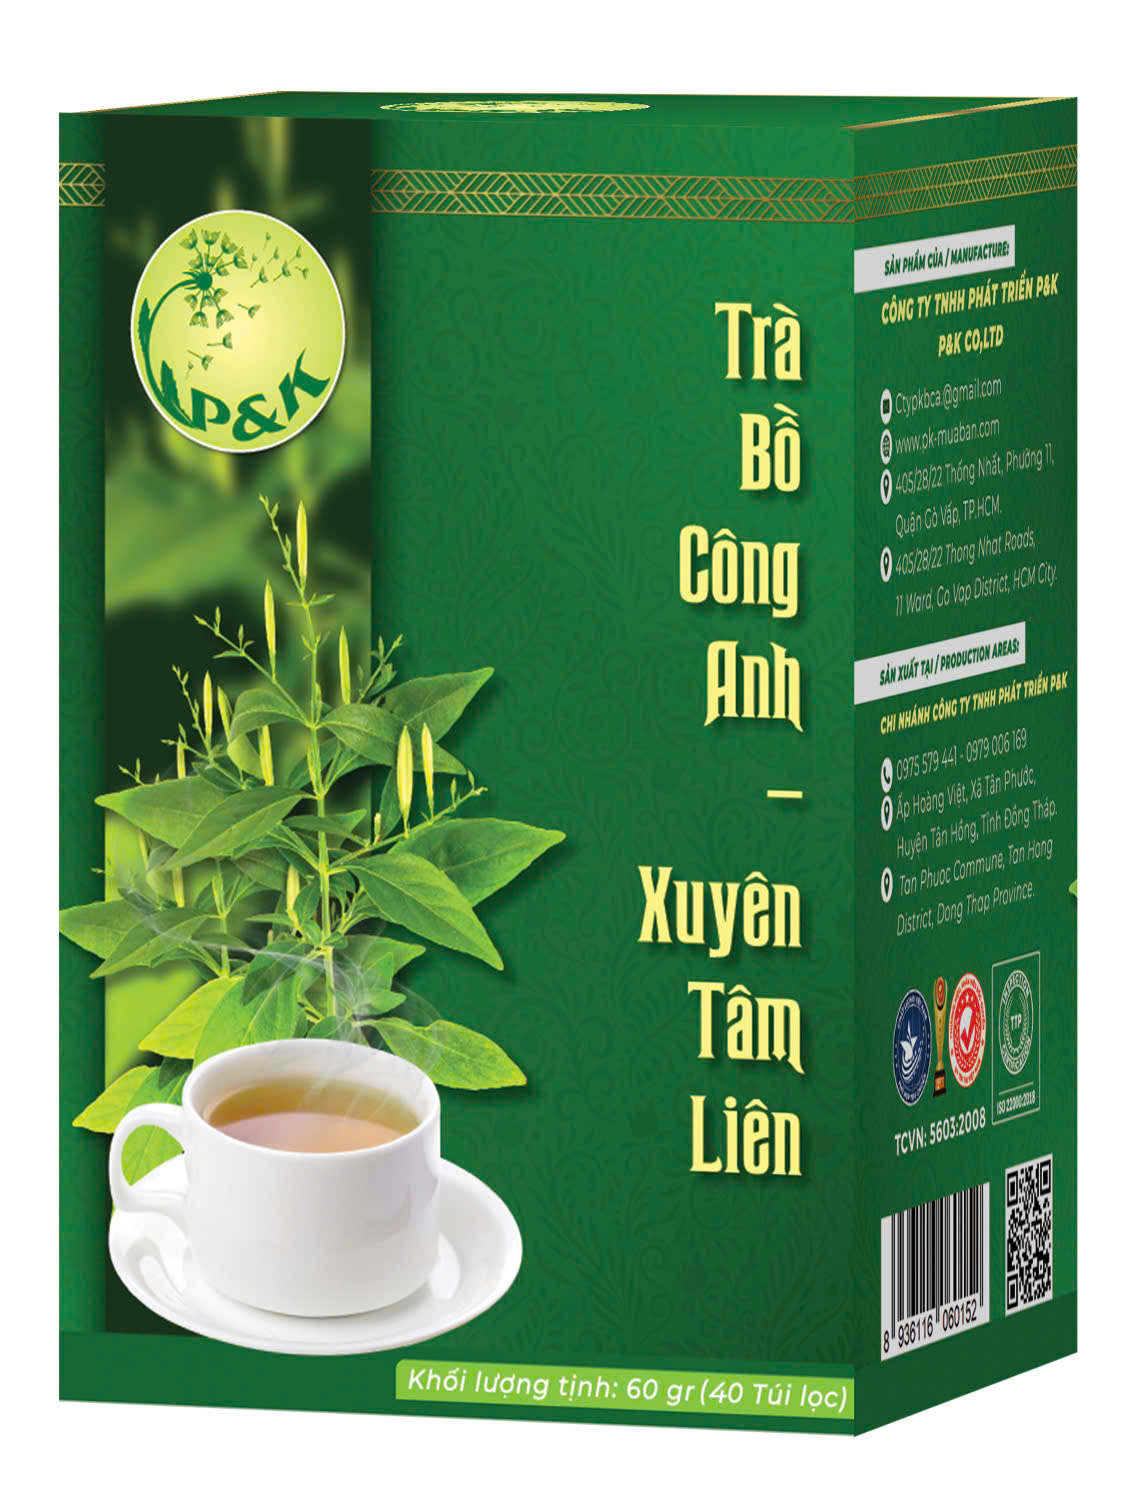 P&K
Trà
Bồ
Công
Anh
–
Xuyên
Tâm
Liên
Khối lượng tịnh: 60 gr (40 Túi lọc)
SẢN PHẨM CỦA / MANUFACTURE:
CÔNG TY TNHH PHÁT TRIỂN P&K
P&K CO,LTD
Ctypkbca.@gmail.com
www.pk-muaban.com
405/28/22 Thống Nhất, Phường 11,
Quận Gò Vấp, TP.HCM.
405/28/22 Thong Nhat Roads,
11 Ward, Go Vap District, HCM City.
SẢN XUẤT TẠI / PRODUCTION AREAS:
CHI NHÁNH CÔNG TY TNHH PHÁT TRIỂN P&K
0975 579 441 - 0979 006 169
Ấp Hoàng Việt, Xã Tân Phước,
Huyện Tân Hồng, Tỉnh Đồng Tháp.
Tan Phuoc Commune, Tan Hong
District, Dong Thap Province.
INSPECTION
TTP
ISO 22000:2018
TCVN: 5603:2008
8 936116 060152